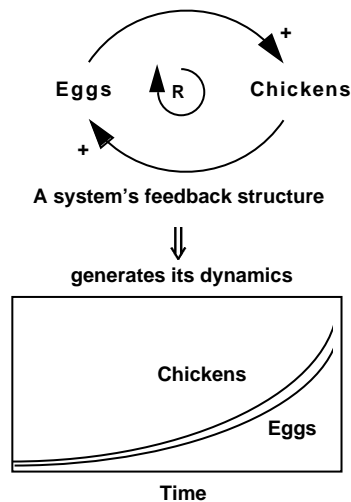 +
Eggs R Chickens
+
A system’s feedback structure
generates its dynamics
Chickens
Eggs
Time